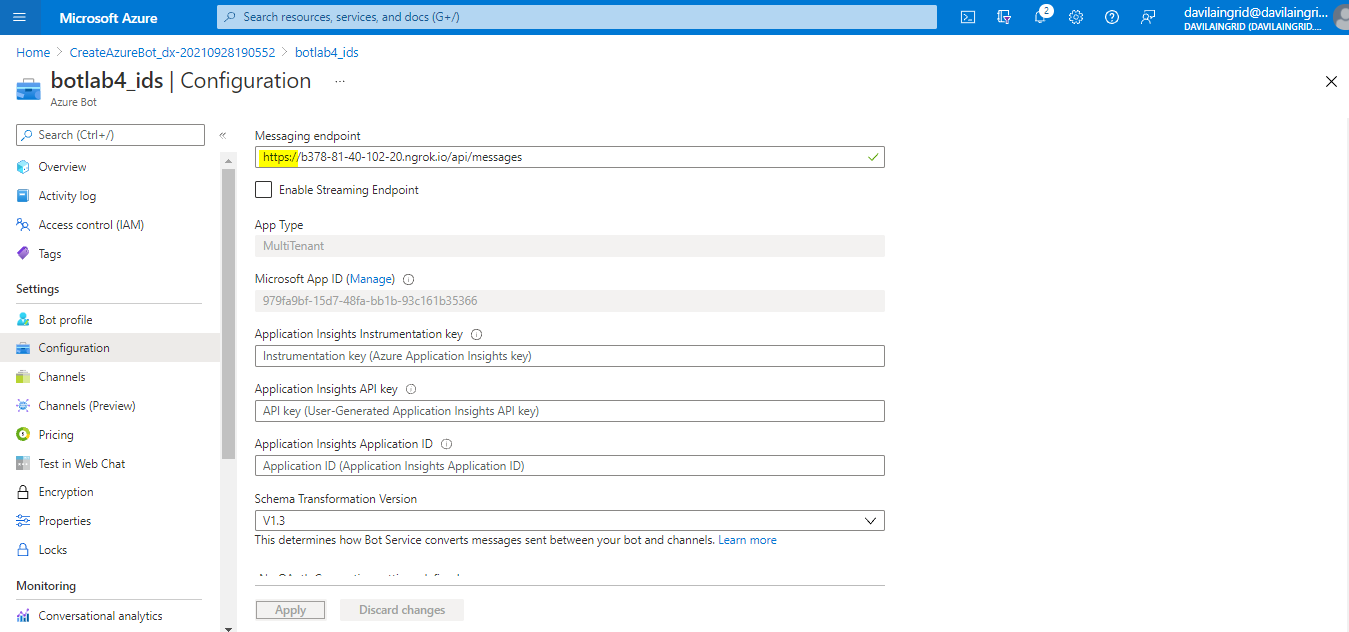 Microsoft Azure
Search resources, services, and docs (G+/)
2
davilaingrid@davilaingri...
DAVILAINGRID (DAVILAINGRID....
Home > CreateAzureBot_dx-20210928190552 > botlab4_ids
botlab4_ids | Configuration ...
Azure Bot
Search (Ctrl+/)
«
Overview
Activity log
Access control (IAM)
Tags
Settings
Bot profile
Configuration
Channels
Channels (Preview)
Pricing
Test in Web Chat
Encryption
Properties
Locks
Monitoring
Conversational analytics
Messaging endpoint
https://b378-81-40-102-20.ngrok.io/api/messages
Enable Streaming Endpoint
App Type
MultiTenant
Microsoft App ID (Manage)
979fa9bf-15d7-48fa-bb1b-93c161b35366
Application Insights Instrumentation key
Instrumentation key (Azure Application Insights key)
Application Insights API key
API key (User-Generated Application Insights API key)
Application Insights Application ID
Application ID (Application Insights Application ID)
Schema Transformation Version
V1.3
This determines how Bot Service converts messages sent between your bot and channels. Learn more
Apply
Discard changes